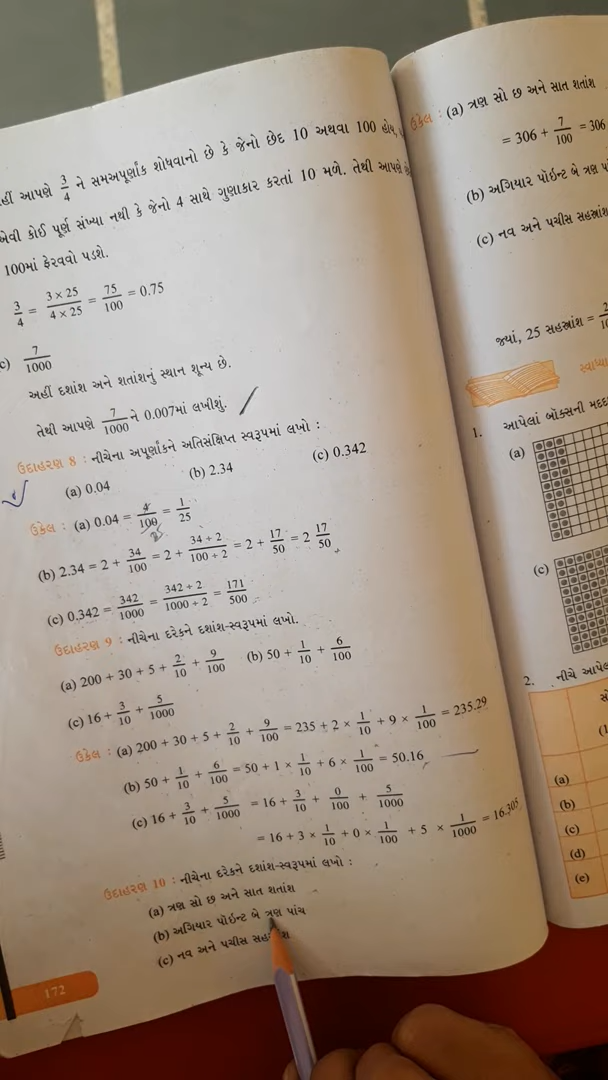 અહીં આપણે 3/4 ને સમઅપૂર્ણાંક શોધવાનો છે કે જેનો છેદ 10 અથવા 100 હોય,
એવી કોઈ પૂર્ણ સંખ્યા નથી કે જેનો 4 સાથે ગુણાકાર કરતાં 10 મળે. તેથી આપણે
100માં ફેરવવો પડશે.
3/4 = (3 × 25)/(4 × 25) = 75/100 = 0.75
c) 7/1000
અહીં દશાંશ અને શતાંશનું સ્થાન શૂન્ય છે.
તેથી આપણે 7/1000 ને 0.007માં લખીશું.
ઉદાહરણ 8 : નીચેના અપૂર્ણાંકને અતિસંક્ષિપ્ત સ્વરૂપમાં લખો :
(a) 0.04 (b) 2.34 (c) 0.342
ઉકેલ : (a) 0.04 = 4/100 = 1/25
(b) 2.34 = 2 + 34/100 = 2 + (34 ÷ 2)/(100 ÷ 2) = 2 + 17/50 = 2 17/50
(c) 0.342 = 342/1000 = (342 ÷ 2)/(1000 ÷ 2) = 171/500
ઉદાહરણ 9 : નીચેના દરેકને દશાંશ-સ્વરૂપમાં લખો.
(a) 200 + 30 + 5 + 2/10 + 9/100 (b) 50 + 1/10 + 6/100
(c) 16 + 3/10 + 5/1000
ઉકેલ : (a) 200 + 30 + 5 + 2/10 + 9/100 = 235 + 2 × 1/10 + 9 × 1/100 = 235.29
(b) 50 + 1/10 + 6/100 = 50 + 1 × 1/10 + 6 × 1/100 = 50.16
(c) 16 + 3/10 + 5/1000 = 16 + 3/10 + 0/100 + 5/1000
= 16 + 3 × 1/10 + 0 × 1/100 + 5 × 1/1000 = 16.305
ઉદાહરણ 10 : નીચેના દરેકને દશાંશ-સ્વરૂપમાં લખો :
(a) ત્રણ સો છ અને સાત શતાંશ
(b) અગિયાર પૉઇન્ટ બે ત્રણ પાંચ
(c) નવ અને પચીસ
172
ઉકેલ : (a) ત્રણ સો છ અને સાત શતાંશ
= 306 + 7/100 = 306
(b) અગિયાર પૉઇન્ટ બે ત્રણ
(c) નવ અને પચીસ સહસ્રાંશ
જ્યાં, 25 સહસ્રાંશ =
1. આપેલાં બૉક્સની
(a)
(c)
2. નીચે
(a)
(b)
(c)
(d)
(e)